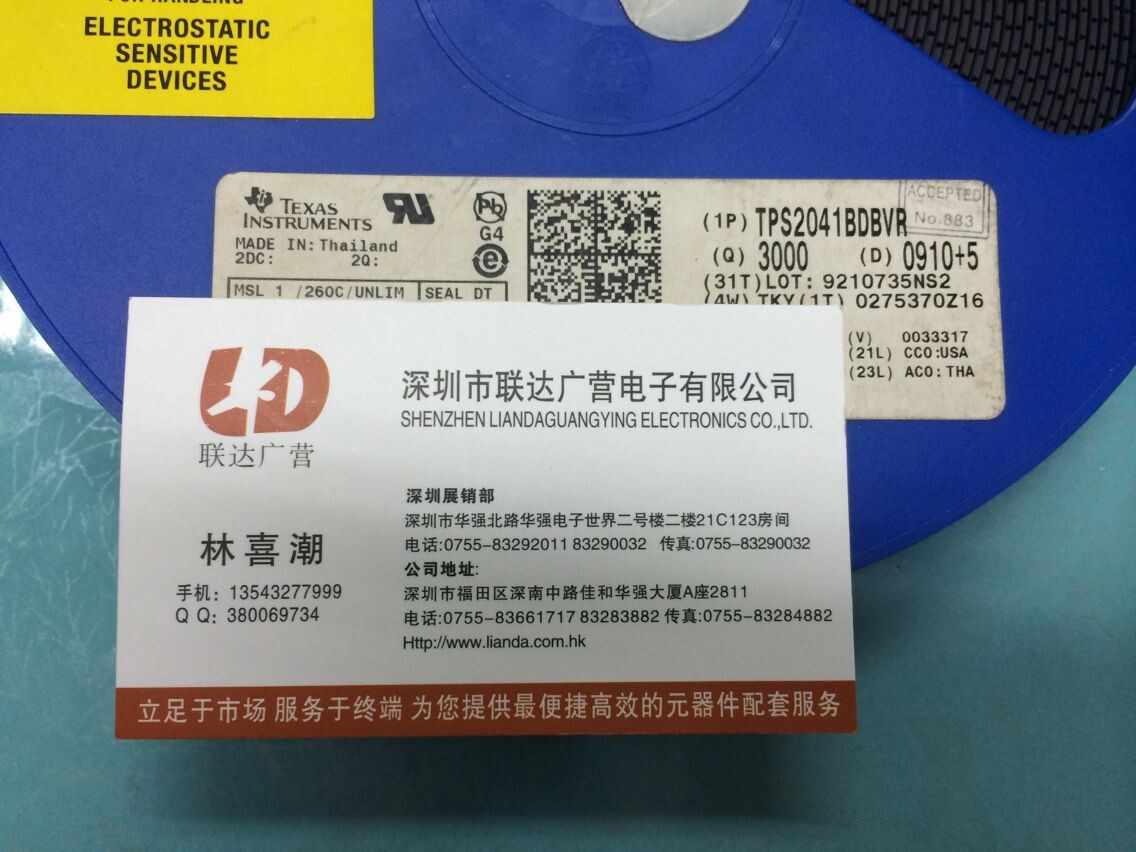 FOR HANDLING
ELECTROSTATIC
SENSITIVE
DEVICES
TEXAS
INSTRUMENTS
MADE IN: Thailand
2DC: 2Q:
MSL 1 /260C/UNLIM
SEAL DT
Pb
G4
e
(1P) TPS2041BDBVR
(Q) 3000 (D) 0910+5
(31T)LOT: 9210735NS2
(4W) TKY(1T) 0275370Z16
(V) 0033317
(21L) CCO:USA
(23L) ACO:THA
ACCEPTED
No.883
LD
联达广营
深圳市联达广营电子有限公司
SHENZHEN LIANDAGUANGYING ELECTRONICS CO.,LTD.
林喜潮
手机：13543277999
Q Q：380069734
深圳展销部
深圳市华强北路华强电子世界二号楼二楼21C123房间
电话:0755-83292011 83290032 传真:0755-83290032
公司地址:
深圳市福田区深南中路佳和华强大厦A座2811
电话:0755-83661717 83283882 传真:0755-83284882
Http://www.lianda.com.hk
立足于市场 服务于终端 为您提供最便捷高效的元器件配套服务